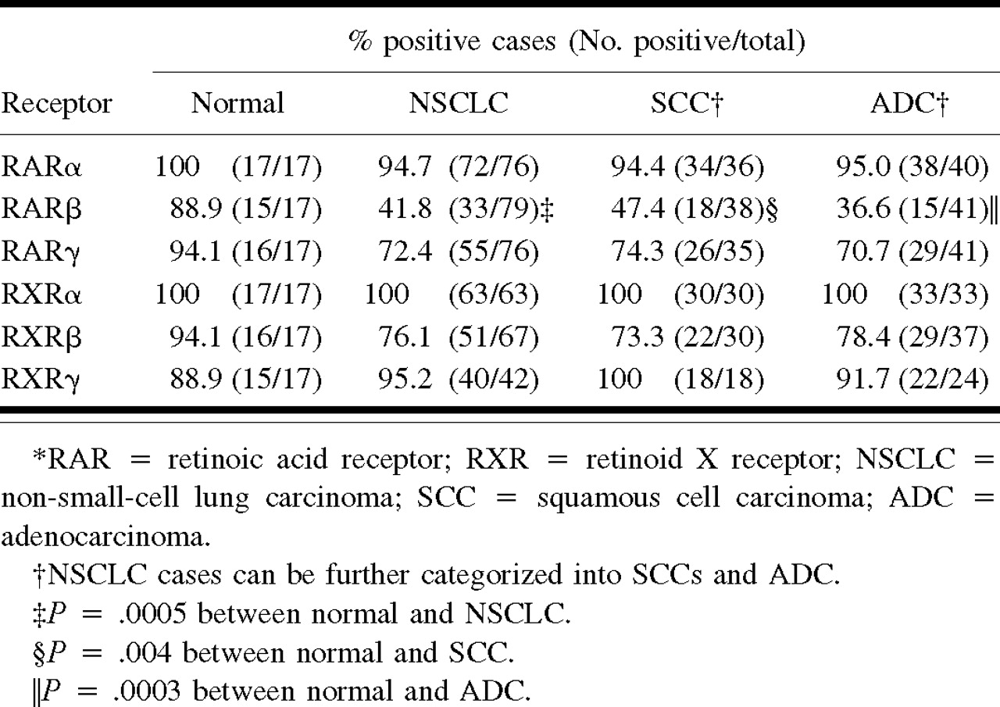 % positive cases (No. positive/total)
Receptor Normal NSCLC SCC† ADC†
RARα 100 (17/17) 94.7 (72/76) 94.4 (34/36) 95.0 (38/40)
RARβ 88.9 (15/17) 41.8 (33/79)‡ 47.4 (18/38)§ 36.6 (15/41)‖
RARγ 94.1 (16/17) 72.4 (55/76) 74.3 (26/35) 70.7 (29/41)
RXRα 100 (17/17) 100 (63/63) 100 (30/30) 100 (33/33)
RXRβ 94.1 (16/17) 76.1 (51/67) 73.3 (22/30) 78.4 (29/37)
RXRγ 88.9 (15/17) 95.2 (40/42) 100 (18/18) 91.7 (22/24)
*RAR = retinoic acid receptor; RXR = retinoid X receptor; NSCLC =
non-small-cell lung carcinoma; SCC = squamous cell carcinoma; ADC =
adenocarcinoma.
†NSCLC cases can be further categorized into SCCs and ADC.
‡P = .0005 between normal and NSCLC.
§P = .004 between normal and SCC.
‖P = .0003 between normal and ADC.